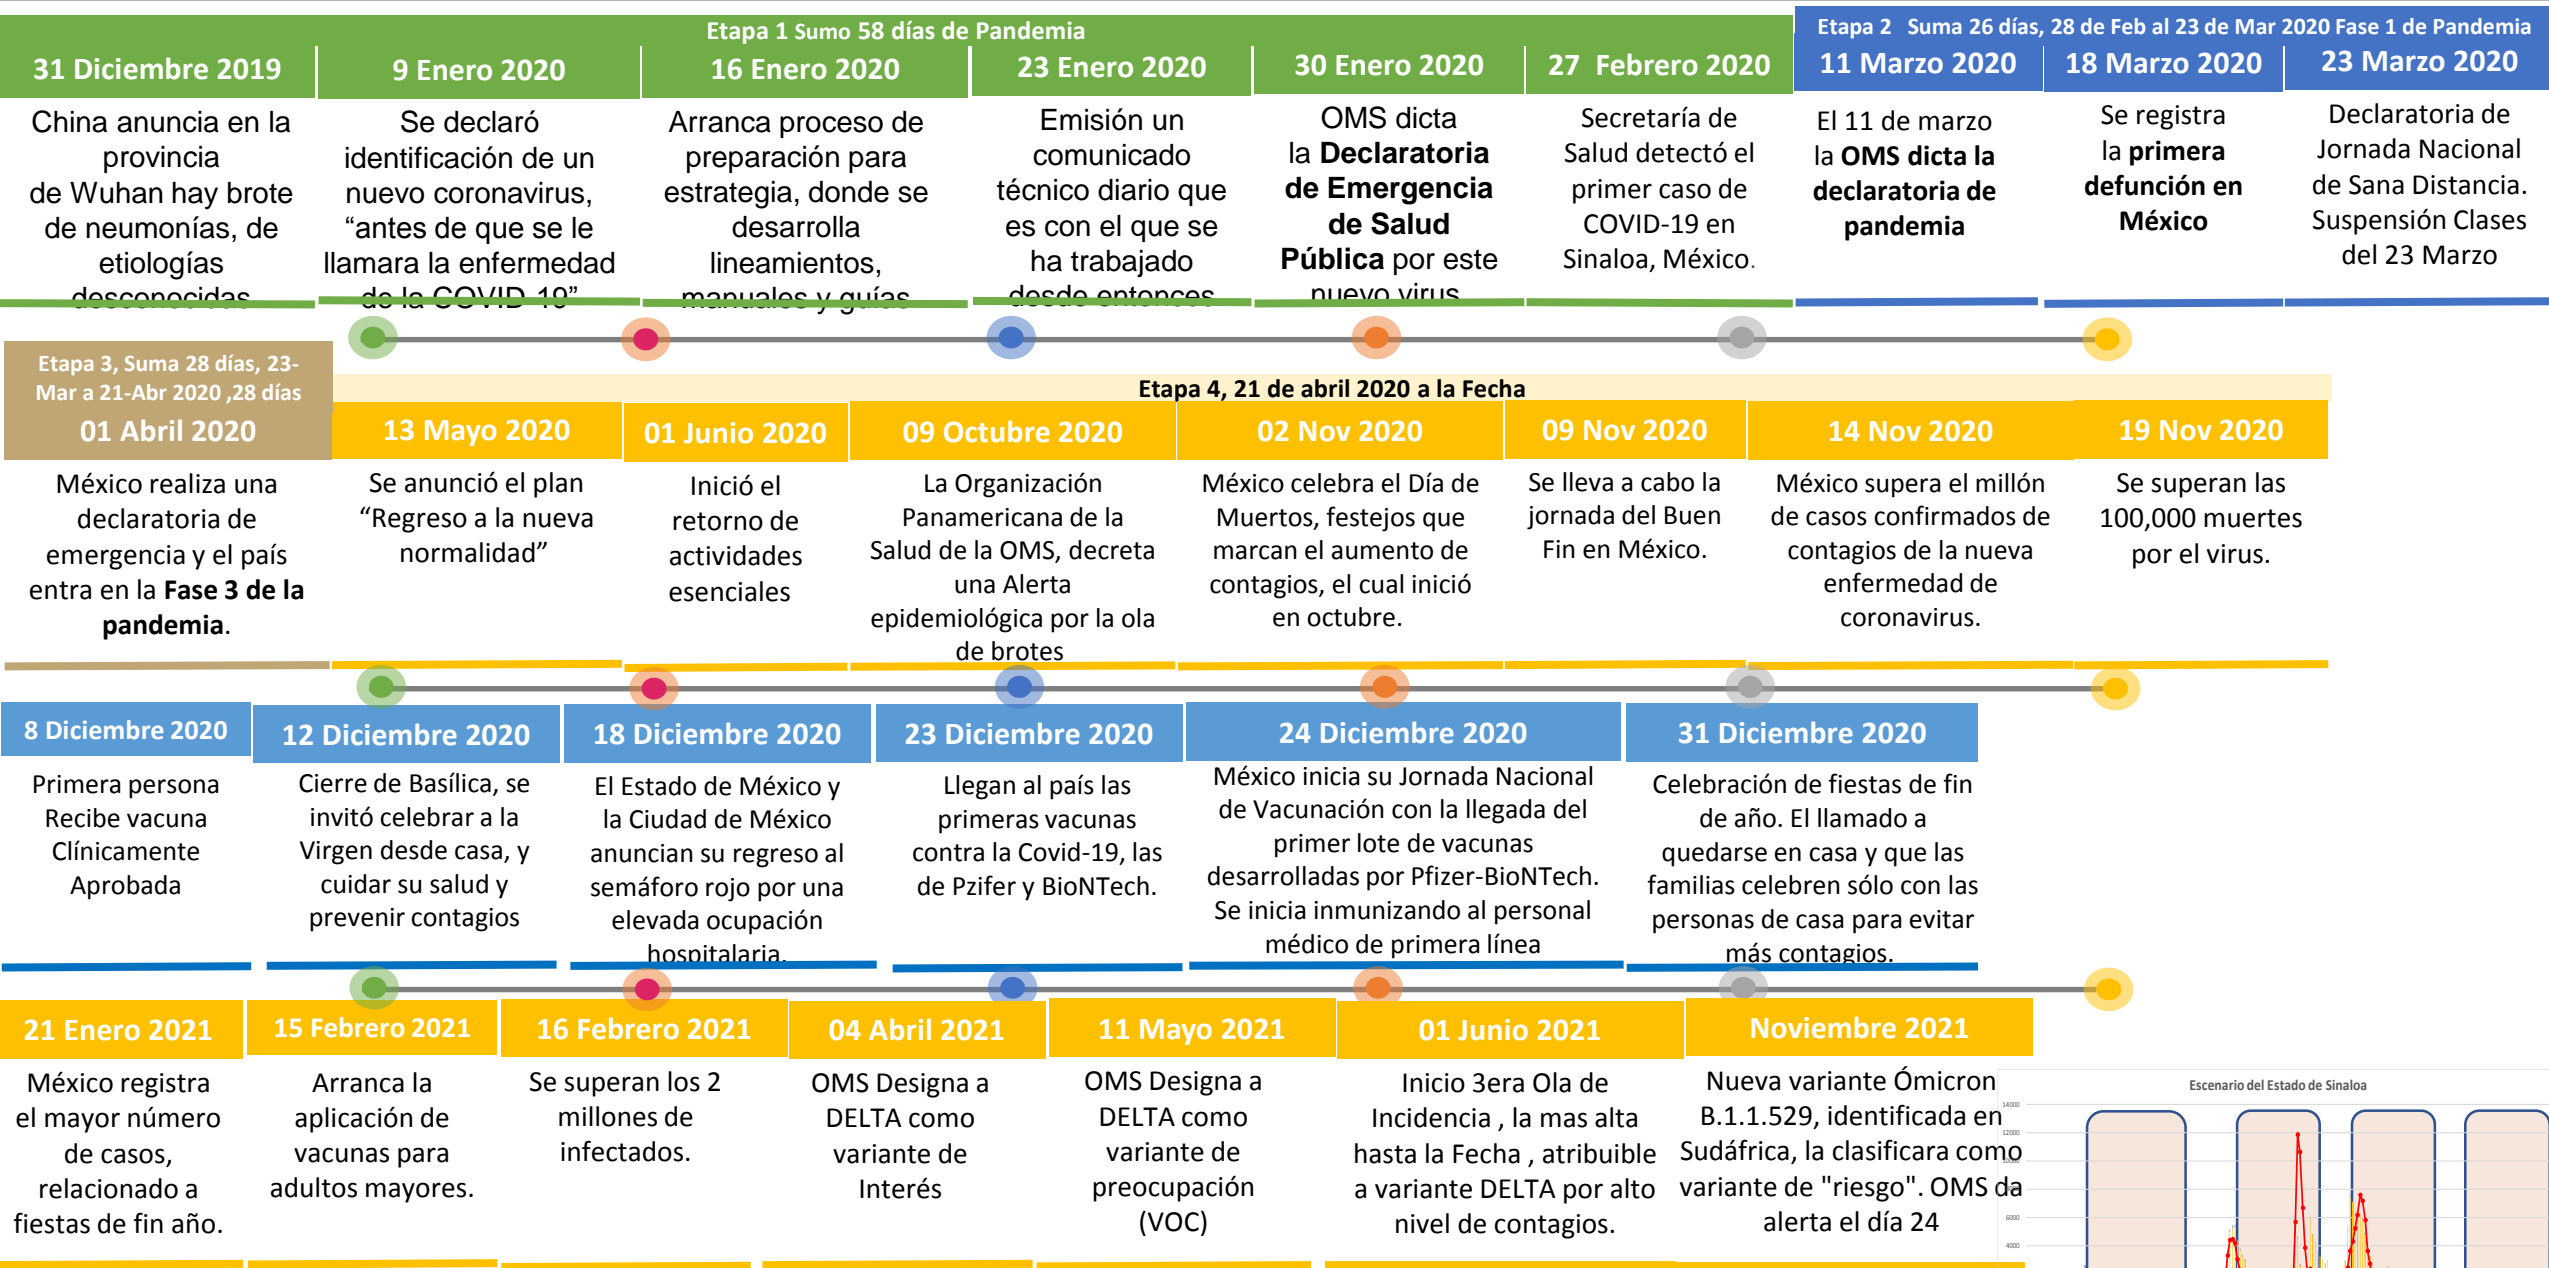 Etapa 1 Sumo 58 días de Pandemia
Etapa 2 Suma 26 días, 28 de Feb al 23 de Mar 2020 Fase 1 de Pandemia
31 Diciembre 2019
China anuncia en la
provincia
de Wuhan hay brote
de neumonías, de
etiologías
desconocidas
9 Enero 2020
Se declaró
identificación de un
nuevo coronavirus,
“antes de que se le
llamara la enfermedad
de la COVID-19”
16 Enero 2020
Arranca proceso de
preparación para
estrategia, donde se
desarrolla
lineamientos,
manuales y guías
23 Enero 2020
Emisión un
comunicado
técnico diario que
es con el que se
ha trabajado
desde entonces
30 Enero 2020
OMS dicta
la Declaratoria
de Emergencia
de Salud
Pública por este
nuevo virus
27 Febrero 2020
Secretaría de
Salud detectó el
primer caso de
COVID-19 en
Sinaloa, México.
11 Marzo 2020
El 11 de marzo
la OMS dicta la
declaratoria de
pandemia
18 Marzo 2020
Se registra
la primera
defunción en
México
23 Marzo 2020
Declaratoria de
Jornada Nacional
de Sana Distancia.
Suspensión Clases
del 23 Marzo
Etapa 3, Suma 28 días, 23-
Mar a 21-Abr 2020 ,28 días
Etapa 4, 21 de abril 2020 a la Fecha
01 Abril 2020
México realiza una
declaratoria de
emergencia y el país
entra en la Fase 3 de la
pandemia.
13 Mayo 2020
Se anunció el plan
“Regreso a la nueva
normalidad”
01 Junio 2020
Inició el
retorno de
actividades
esenciales
09 Octubre 2020
La Organización
Panamericana de la
Salud de la OMS, decreta
una Alerta
epidemiológica por la ola
de brotes
02 Nov 2020
México celebra el Día de
Muertos, festejos que
marcan el aumento de
contagios, el cual inició
en octubre.
09 Nov 2020
Se lleva a cabo la
jornada del Buen
Fin en México.
14 Nov 2020
México supera el millón
de casos confirmados de
contagios de la nueva
enfermedad de
coronavirus.
19 Nov 2020
Se superan las
100,000 muertes
por el virus.
8 Diciembre 2020
Primera persona
Recibe vacuna
Clínicamente
Aprobada
12 Diciembre 2020
Cierre de Basílica, se
invitó celebrar a la
Virgen desde casa, y
cuidar su salud y
prevenir contagios
18 Diciembre 2020
El Estado de México y
la Ciudad de México
anuncian su regreso al
semáforo rojo por una
elevada ocupación
hospitalaria.
23 Diciembre 2020
Llegan al país las
primeras vacunas
contra la Covid-19, las
de Pzifer y BioNTech.
24 Diciembre 2020
México inicia su Jornada Nacional
de Vacunación con la llegada del
primer lote de vacunas
desarrolladas por Pfizer-BioNTech.
Se inicia inmunizando al personal
médico de primera línea
31 Diciembre 2020
Celebración de fiestas de fin
de año. El llamado a
quedarse en casa y que las
familias celebren sólo con las
personas de casa para evitar
más contagios.
21 Enero 2021
México registra
el mayor número
de casos,
relacionado a
fiestas de fin año.
15 Febrero 2021
Arranca la
aplicación de
vacunas para
adultos mayores.
16 Febrero 2021
Se superan los 2
millones de
infectados.
04 Abril 2021
OMS Designa a
DELTA como
variante de
Interés
11 Mayo 2021
OMS Designa a
DELTA como
variante de
preocupación
(VOC)
01 Junio 2021
Inicio 3era Ola de
Incidencia , la mas alta
hasta la Fecha , atribuible
a variante DELTA por alto
nivel de contagios.
Noviembre 2021
Nueva variante Ómicron
B.1.1.529, identificada en
Sudáfrica, la clasificara como
variante de "riesgo". OMS da
alerta el día 24
Escenario del Estado de Sinaloa
14000
12000
10000
6000
4000